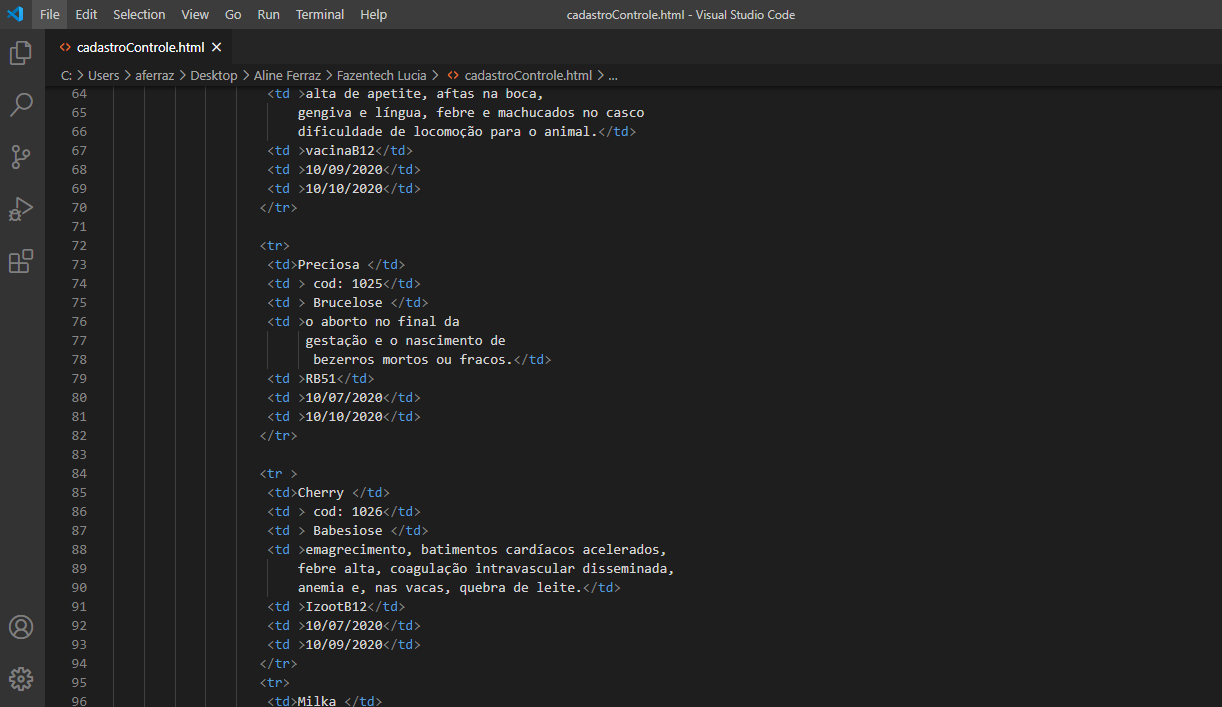 File Edit Selection View Go Run Terminal Help cadastroControle.html - Visual Studio Code
<> cadastroControle.html ×
C: > Users > aferraz > Desktop > Aline Ferraz > Fazentech Lucia > <> cadastroControle.html > ...
64 <td >alta de apetite, aftas na boca,
65 gengiva e língua, febre e machucados no casco
66 dificuldade de locomoção para o animal.</td>
67 <td >vacinaB12</td>
68 <td >10/09/2020</td>
69 <td >10/10/2020</td>
70 </tr>
71
72 <tr>
73 <td>Preciosa </td>
74 <td > cod: 1025</td>
75 <td > Brucelose </td>
76 <td >o aborto no final da
77 gestação e o nascimento de
78 bezerros mortos ou fracos.</td>
79 <td >RB51</td>
80 <td >10/07/2020</td>
81 <td >10/10/2020</td>
82 </tr>
83
84 <tr >
85 <td>Cherry </td>
86 <td > cod: 1026</td>
87 <td > Babesiose </td>
88 <td >emagrecimento, batimentos cardíacos acelerados,
89 febre alta, coagulação intravascular disseminada,
90 anemia e, nas vacas, quebra de leite.</td>
91 <td >IzootB12</td>
92 <td >10/07/2020</td>
93 <td >10/09/2020</td>
94 </tr>
95 <tr>
96 <td>Milka </td>